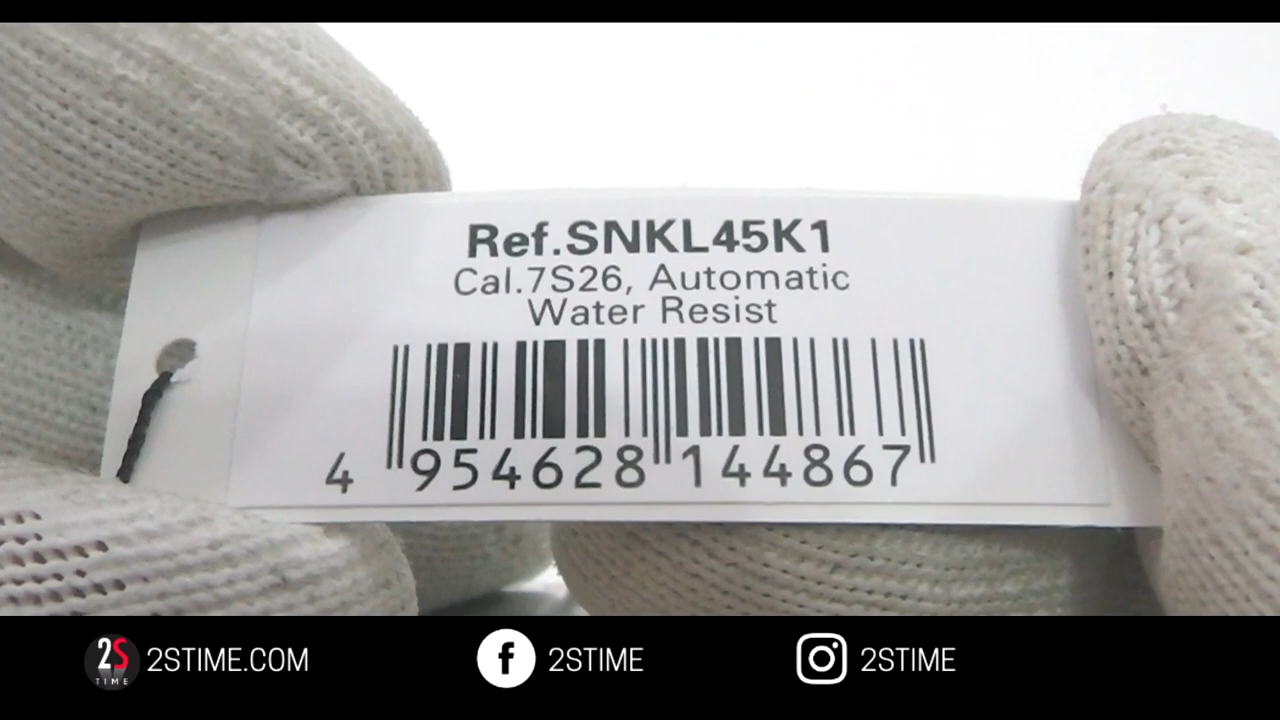 Ref.SNKL45K1
Cal.7S26, Automatic
Water Resist
4 954628 144867
2S TIME
2STIME.COM
f 2STIME
2STIME